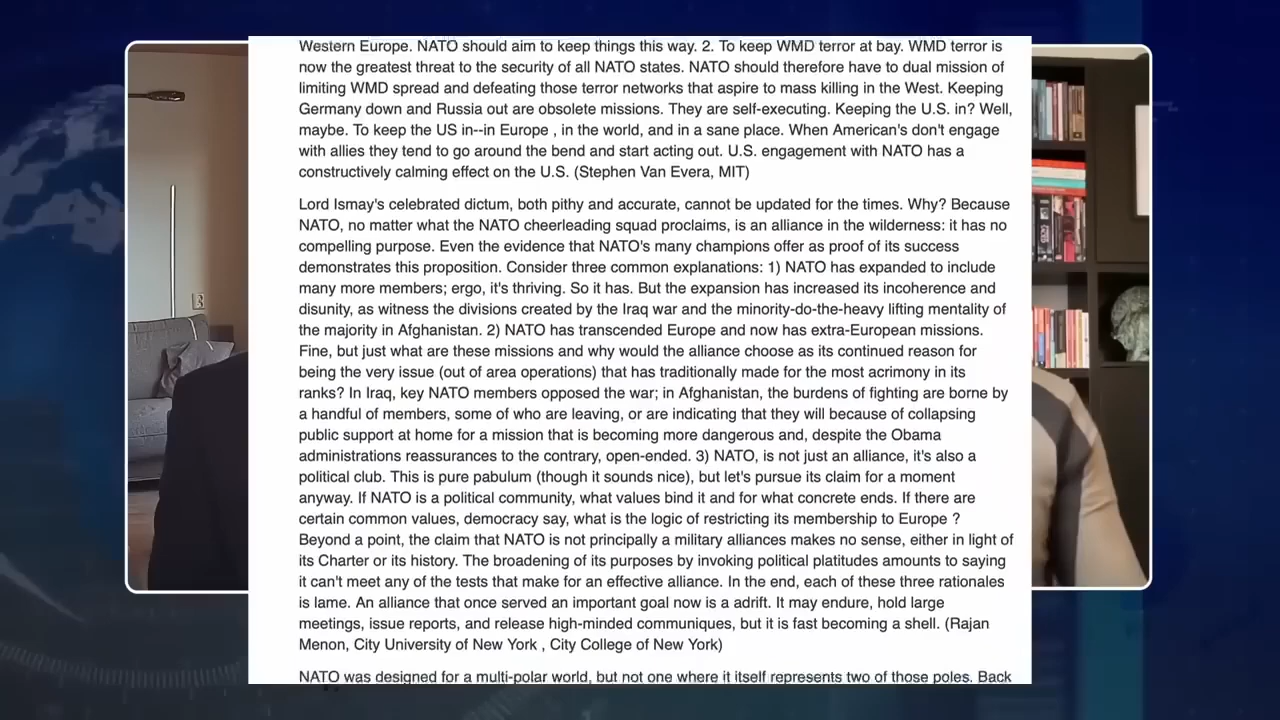 Western Europe. NATO should aim to keep things this way. 2. To keep WMD terror at bay. WMD terror is
now the greatest threat to the security of all NATO states. NATO should therefore have to dual mission of
limiting WMD spread and defeating those terror networks that aspire to mass killing in the West. Keeping
Germany down and Russia out are obsolete missions. They are self-executing. Keeping the U.S. in? Well,
maybe. To keep the US in--in Europe , in the world, and in a sane place. When American's don't engage
with allies they tend to go around the bend and start acting out. U.S. engagement with NATO has a
constructively calming effect on the U.S. (Stephen Van Evera, MIT)
Lord Ismay's celebrated dictum, both pithy and accurate, cannot be updated for the times. Why? Because
NATO, no matter what the NATO cheerleading squad proclaims, is an alliance in the wilderness: it has no
compelling purpose. Even the evidence that NATO's many champions offer as proof of its success
demonstrates this proposition. Consider three common explanations: 1) NATO has expanded to include
many more members; ergo, it's thriving. So it has. But the expansion has increased its incoherence and
disunity, as witness the divisions created by the Iraq war and the minority-do-the-heavy lifting mentality of
the majority in Afghanistan. 2) NATO has transcended Europe and now has extra-European missions.
Fine, but just what are these missions and why would the alliance choose as its continued reason for
being the very issue (out of area operations) that has traditionally made for the most acrimony in its
ranks? In Iraq, key NATO members opposed the war; in Afghanistan, the burdens of fighting are borne by
a handful of members, some of who are leaving, or are indicating that they will because of collapsing
public support at home for a mission that is becoming more dangerous and, despite the Obama
administrations reassurances to the contrary, open-ended. 3) NATO, is not just an alliance, it's also a
political club. This is pure pabulum (though it sounds nice), but let's pursue its claim for a moment
anyway. If NATO is a political community, what values bind it and for what concrete ends. If there are
certain common values, democracy say, what is the logic of restricting its membership to Europe ?
Beyond a point, the claim that NATO is not principally a military alliances makes no sense, either in light of
its Charter or its history. The broadening of its purposes by invoking political platitudes amounts to saying
it can't meet any of the tests that make for an effective alliance. In the end, each of these three rationales
is lame. An alliance that once served an important goal now is a adrift. It may endure, hold large
meetings, issue reports, and release high-minded communiques, but it is fast becoming a shell. (Rajan
Menon, City University of New York , City College of New York)
NATO was designed for a multi-polar world, but not one where it itself represents two of those poles. Back